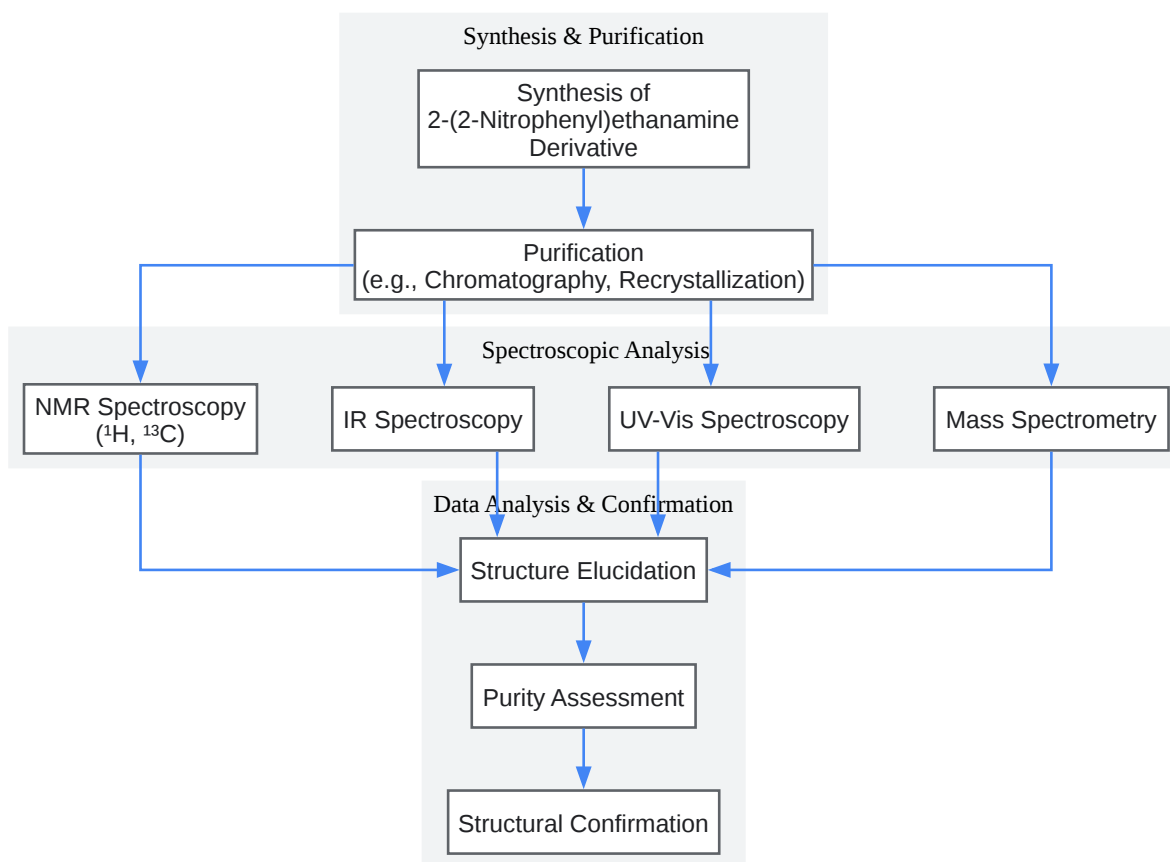 Synthesis & Purification
Synthesis of
2-(2-Nitrophenyl)ethanamine
Derivative
Purification
(e.g., Chromatography, Recrystallization)
Spectroscopic Analysis
NMR Spectroscopy
(¹H, ¹³C)
IR Spectroscopy
UV-Vis Spectroscopy
Mass Spectrometry
Data Analysis & Confirmation
Structure Elucidation
Purity Assessment
Structural Confirmation